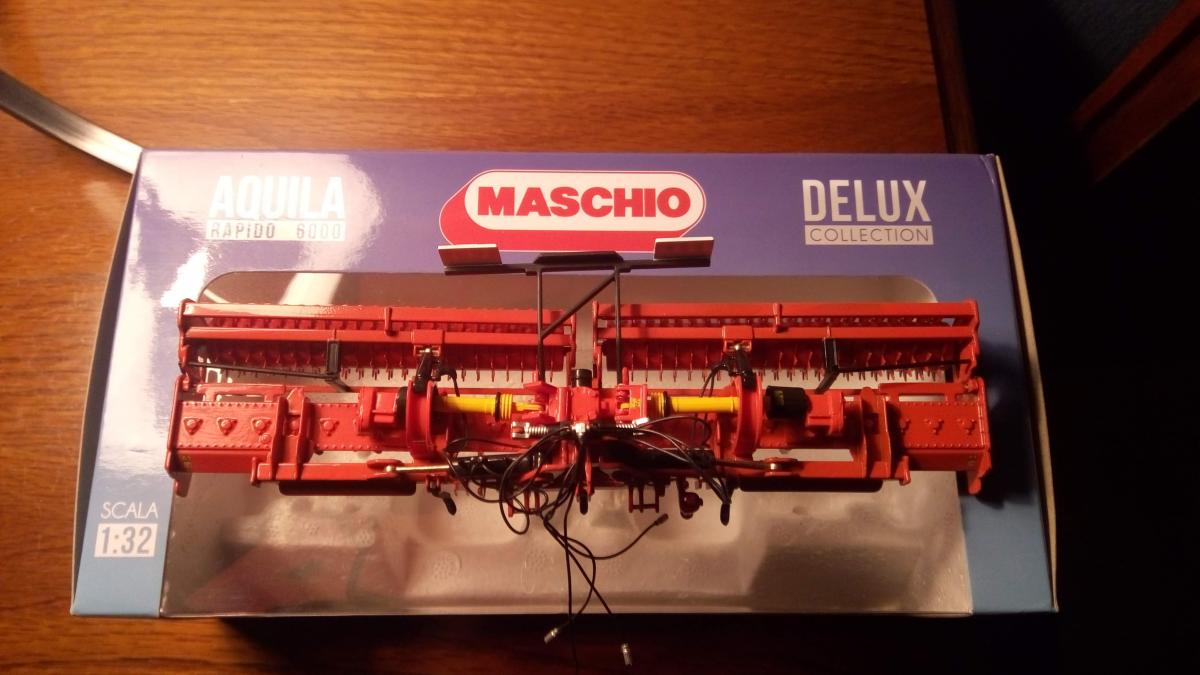 AQUILA
RAPIDO 6000
MASCHIO
DELUX
COLLECTION
SCALA
1:32